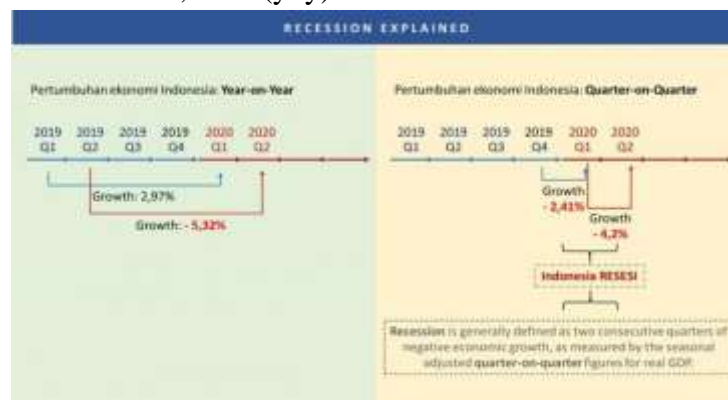 RECESSION EXPLAINED
Pertumbuhan ekonomi Indonesia: Year-on-Year
2019 2019 2019 2019 2020 2020
Q1 Q2 Q3 Q4 Q1 Q2
Growth: 2,97%
Growth: - 5,32%
Pertumbuhan ekonomi Indonesia: Quarter-on-Quarter
2019 2019 2019 2019 2020 2020
Q1 Q2 Q3 Q4 Q1 Q2
Growth:
- 2,41%
Growth
- 4,2%
Indonesia RESESI
Recession is generally defined as two consecutive quarters of
negative economic growth, as measured by the seasonal
adjusted quarter-on-quarter figures for real GDP.